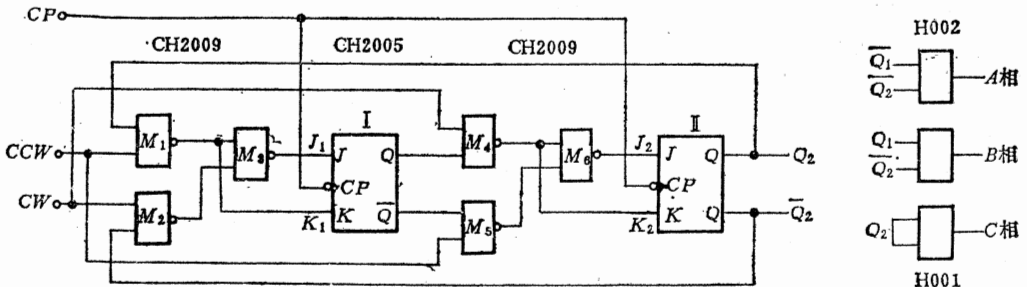 CP
CH2009
CH2005
CH2009
H002
I
II
CCW
CW
M₁
M₂
M₃
J₁
J
Q
CP
K
Q̅
K₁
M₄
M₅
M₆
J₂
J
Q
CP
K
Q
K₂
Q₂
Q̅₂
Q̅₁
Q̅₂
A相
Q₁
Q̅₂
B相
Q₂
C相
H001